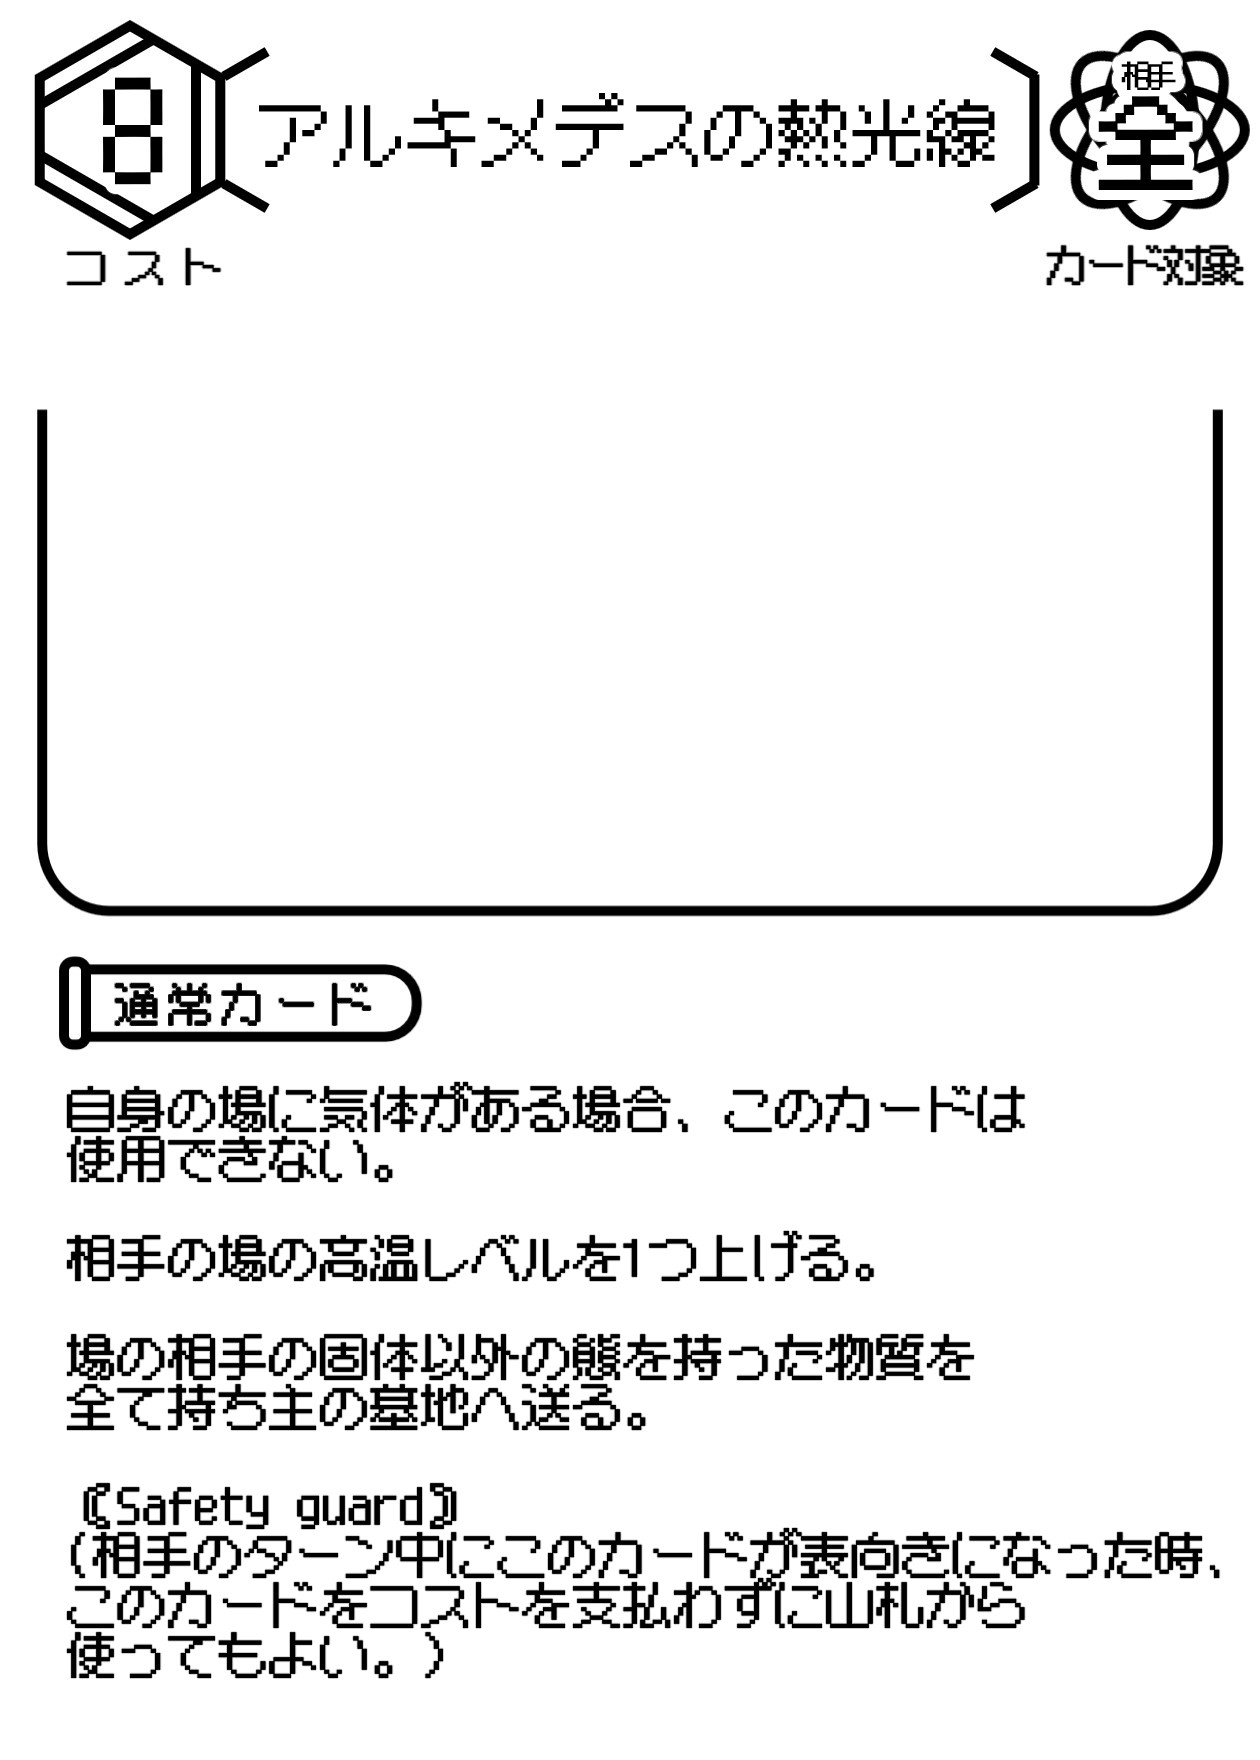 8
アルキメデスの熱光線
相手
全
コスト
カード対象
通常カード
自身の場に気体がある場合、このカードは
使用できない。
相手の場の高温レベルを1つ上げる。
場の相手の固体以外の態を持った物質を
全て持ち主の墓地へ送る。
〘Safety guard〙
(相手のターン中にこのカードが表向きになった時、
このカードをコストを支払わずに山札から
使ってもよい。)